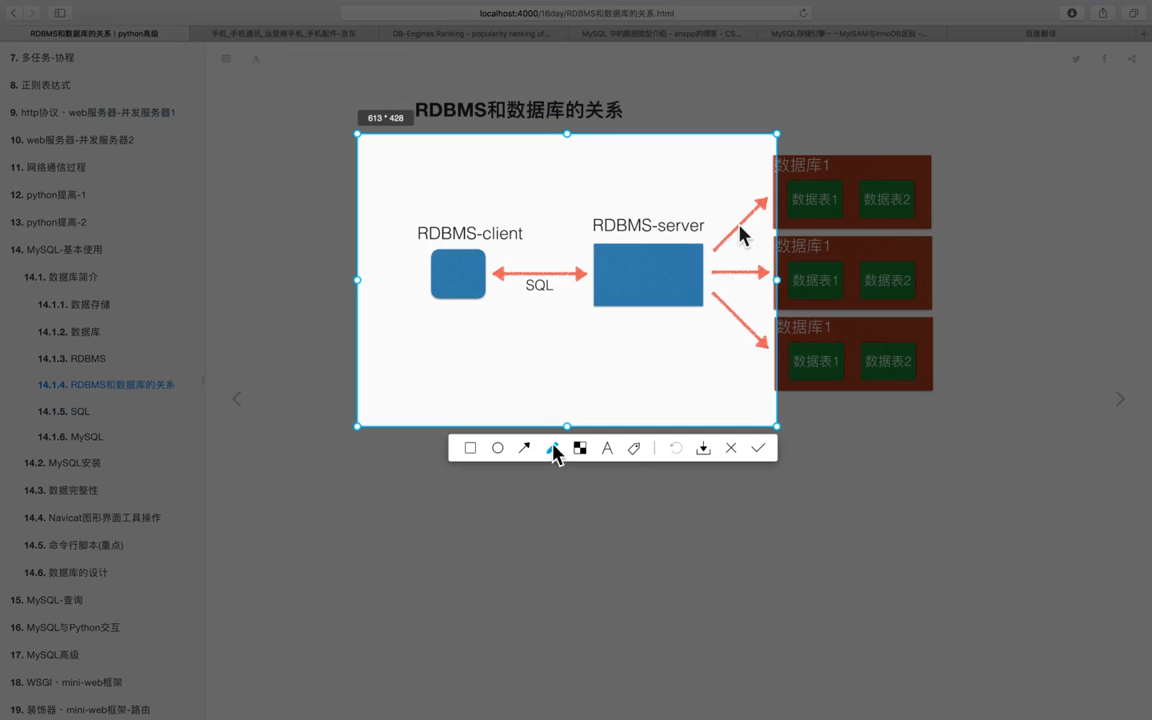 localhost:4000/16day/RDBMS和数据库的关系.html
RDBMS和数据库的关系 | python高级
手机_手机通讯_运营商手机_手机配件-京东
DB-Engines Ranking - popularity ranking of...
MySQL 中的数据类型介绍 - anxpp的博客 - CS...
MySQL存储引擎－－MyISAM与InnoDB区别 -...
百度翻译
7. 多任务-协程
8. 正则表达式
9. http协议、web服务器-并发服务器1
10. web服务器-并发服务器2
11. 网络通信过程
12. python提高-1
13. python提高-2
14. MySQL-基本使用
14.1. 数据库简介
14.1.1. 数据存储
14.1.2. 数据库
14.1.3. RDBMS
14.1.4. RDBMS和数据库的关系
14.1.5. SQL
14.1.6. MySQL
14.2. MySQL安装
14.3. 数据完整性
14.4. Navicat图形界面工具操作
14.5. 命令行脚本(重点)
14.6. 数据库的设计
15. MySQL-查询
16. MySQL与Python交互
17. MySQL高级
18. WSGI、mini-web框架
19. 装饰器、mini-web框架-路由
A
RDBMS和数据库的关系
613 * 428
RDBMS-client
SQL
RDBMS-server
数据库1
数据表1 数据表2
数据库1
数据表1 数据表2
数据库1
数据表1 数据表2
A